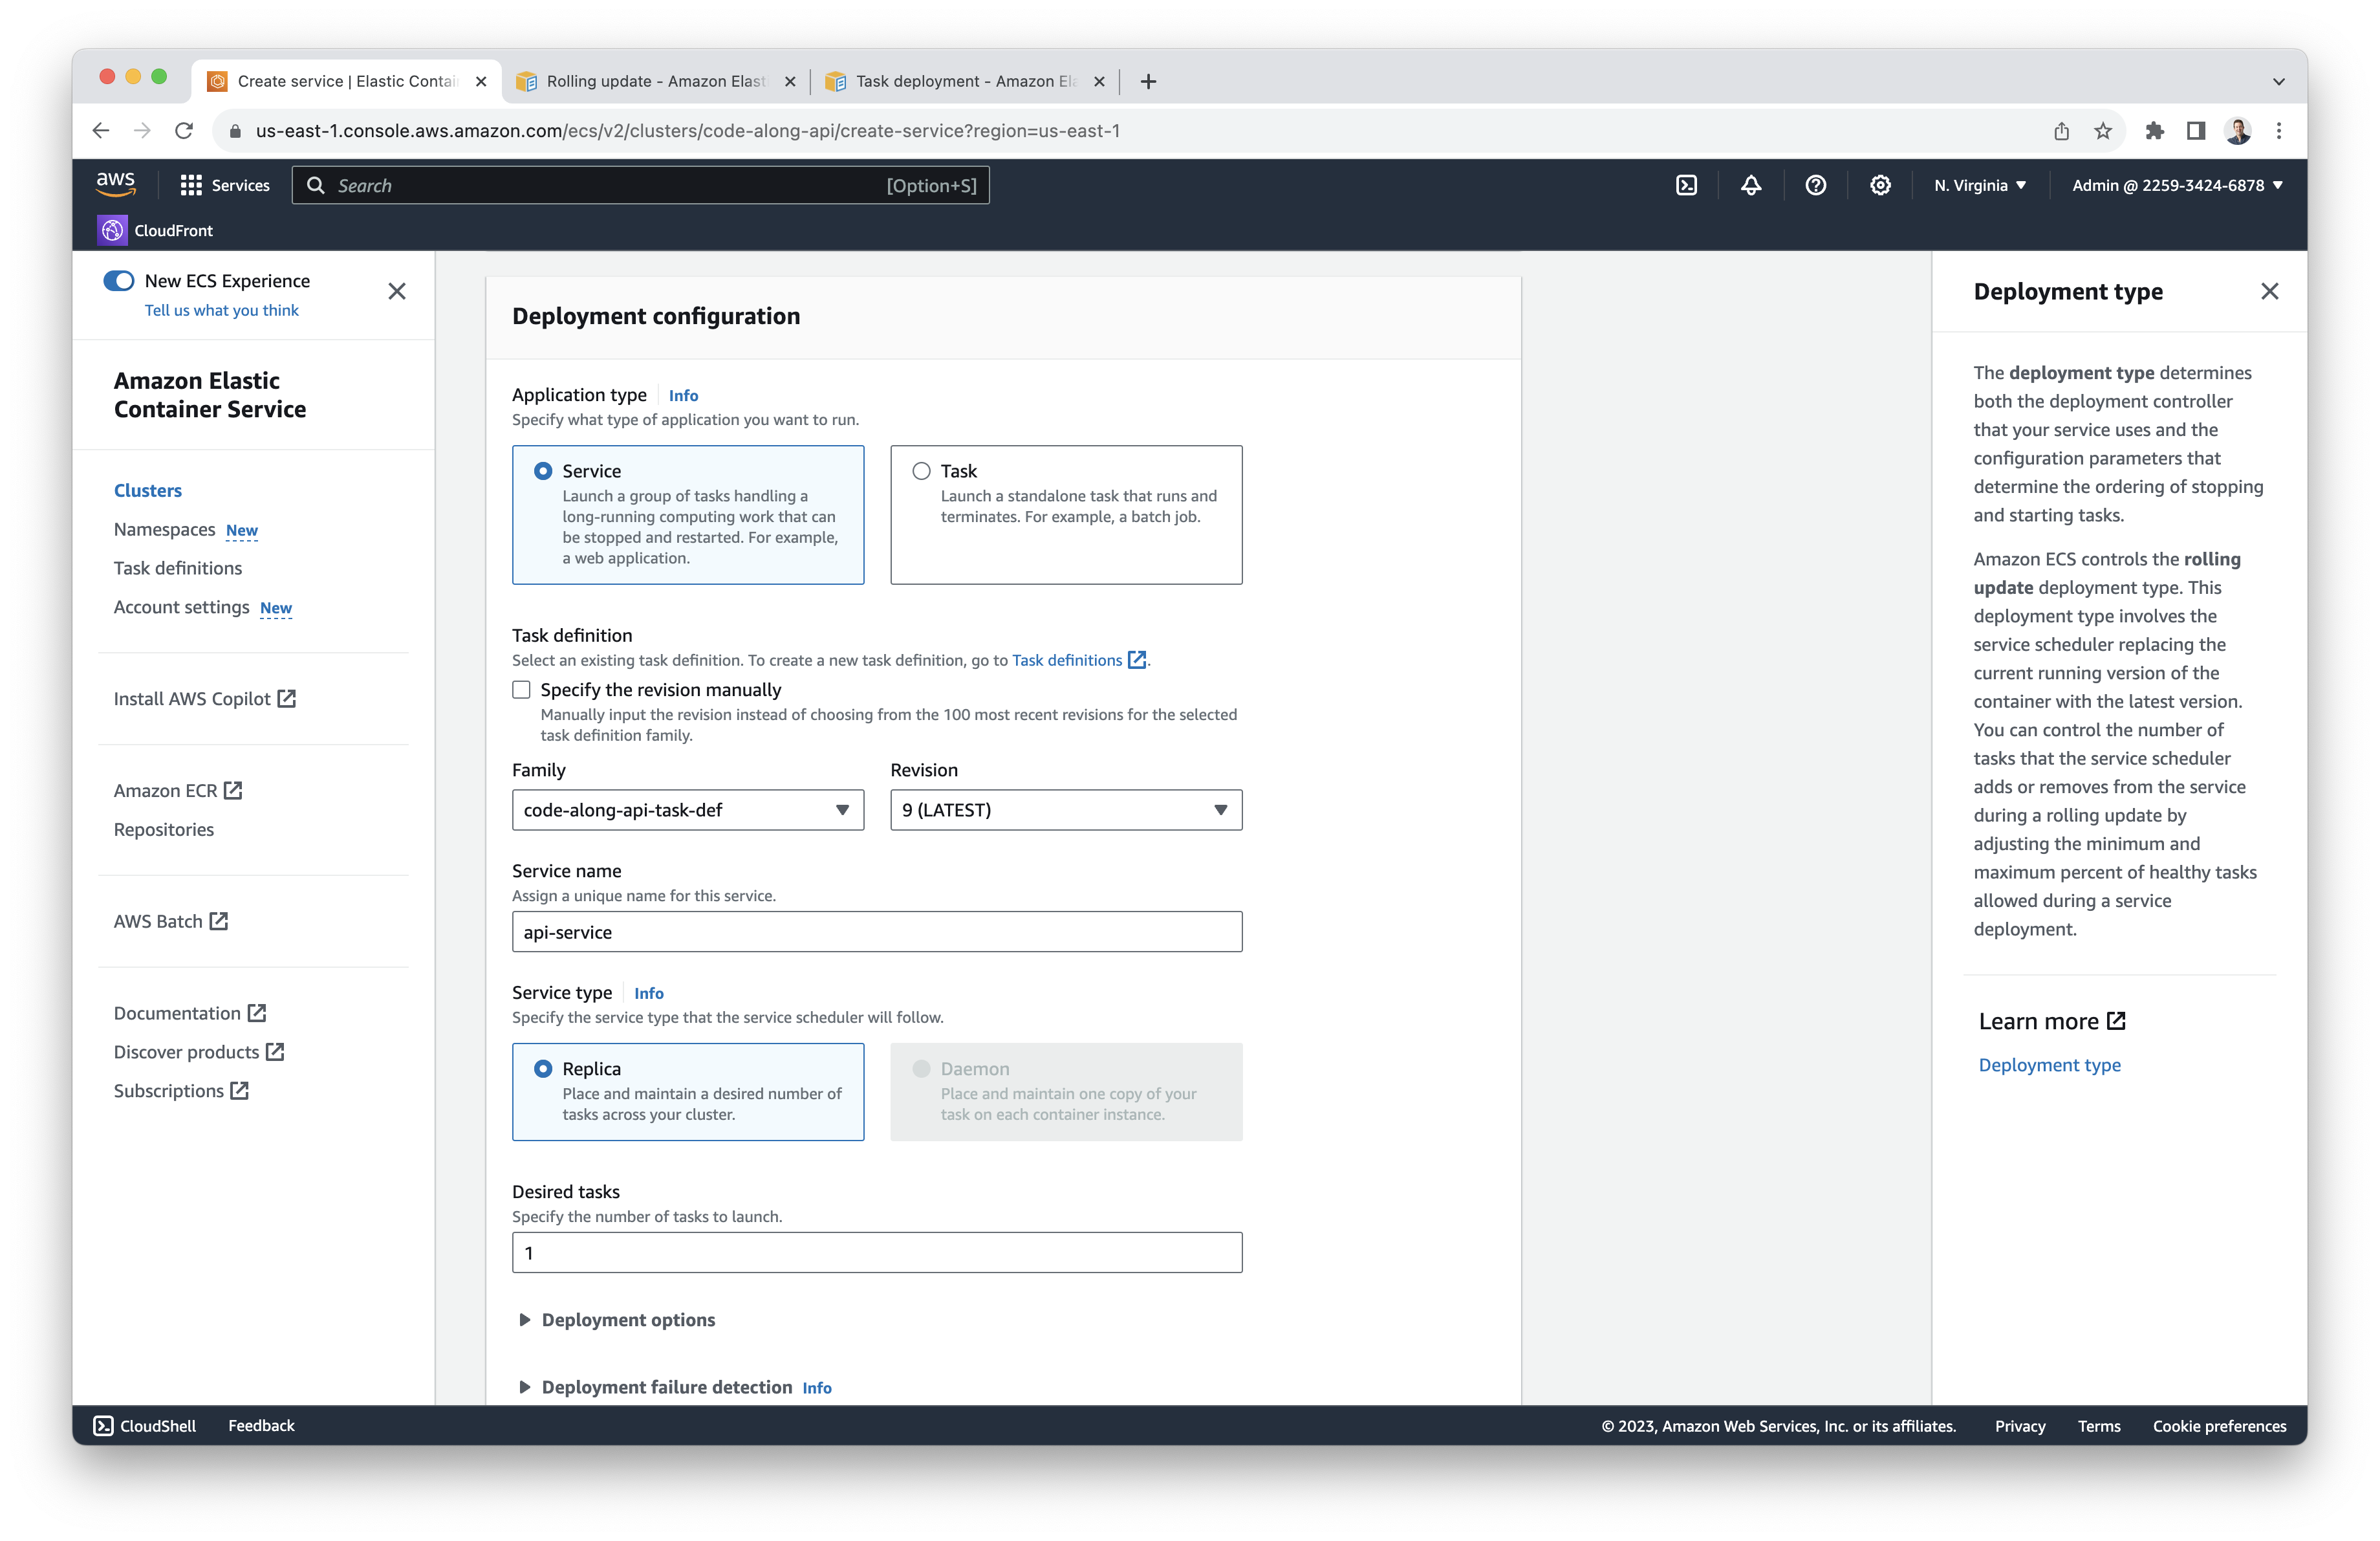 Create service | Elastic Contai
Rolling update - Amazon Elast
Task deployment - Amazon Ela
us-east-1.console.aws.amazon.com/ecs/v2/clusters/code-along-api/create-service?region=us-east-1
aws
Services
Search
[Option+S]
N. Virginia
Admin @ 2259-3424-6878
CloudFront
New ECS Experience
Tell us what you think
Amazon Elastic
Container Service
Clusters
Namespaces New
Task definitions
Account settings New
Install AWS Copilot
Amazon ECR
Repositories
AWS Batch
Documentation
Discover products
Subscriptions
Deployment configuration
Application type Info
Specify what type of application you want to run.
Service
Launch a group of tasks handling a
long-running computing work that can
be stopped and restarted. For example,
a web application.
Task
Launch a standalone task that runs and
terminates. For example, a batch job.
Task definition
Select an existing task definition. To create a new task definition, go to Task definitions.
Specify the revision manually
Manually input the revision instead of choosing from the 100 most recent revisions for the selected
task definition family.
Family
code-along-api-task-def
Revision
9 (LATEST)
Service name
Assign a unique name for this service.
api-service
Service type Info
Specify the service type that the service scheduler will follow.
Replica
Place and maintain a desired number of
tasks across your cluster.
Daemon
Place and maintain one copy of your
task on each container instance.
Desired tasks
Specify the number of tasks to launch.
1
Deployment options
Deployment failure detection Info
Deployment type
The deployment type determines
both the deployment controller
that your service uses and the
configuration parameters that
determine the ordering of stopping
and starting tasks.
Amazon ECS controls the rolling
update deployment type. This
deployment type involves the
service scheduler replacing the
current running version of the
container with the latest version.
You can control the number of
tasks that the service scheduler
adds or removes from the service
during a rolling update by
adjusting the minimum and
maximum percent of healthy tasks
allowed during a service
deployment.
Learn more
Deployment type
CloudShell
Feedback
© 2023, Amazon Web Services, Inc. or its affiliates.
Privacy
Terms
Cookie preferences